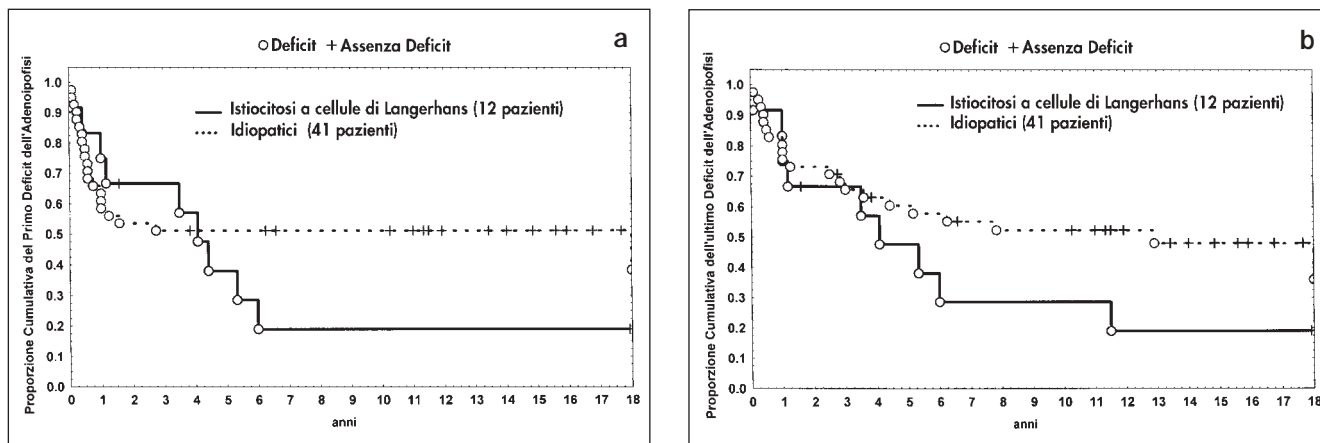 a
Deficit + Assenza Deficit
Proporzione Cumulativa del Primo Deficit dell'Adenoipofisi
1.0
0.9
0.8
0.7
0.6
0.5
0.4
0.3
0.2
0.1
0.0
Istiocitosi a cellule di Langerhans (12 pazienti)
Idiopatici (41 pazienti)
0 1 2 3 4 5 6 7 8 9 10 11 12 13 14 15 16 17 18
anni
b
Deficit + Assenza Deficit
Proporzione Cumulativa dell'ultimo Deficit dell'Adenoipofisi
1.0
0.9
0.8
0.7
0.6
0.5
0.4
0.3
0.2
0.1
0.0
Istiocitosi a cellule di Langerhans (12 pazienti)
Idiopatici (41 pazienti)
0 1 2 3 4 5 6 7 8 9 10 11 12 13 14 15 16 17 18
anni